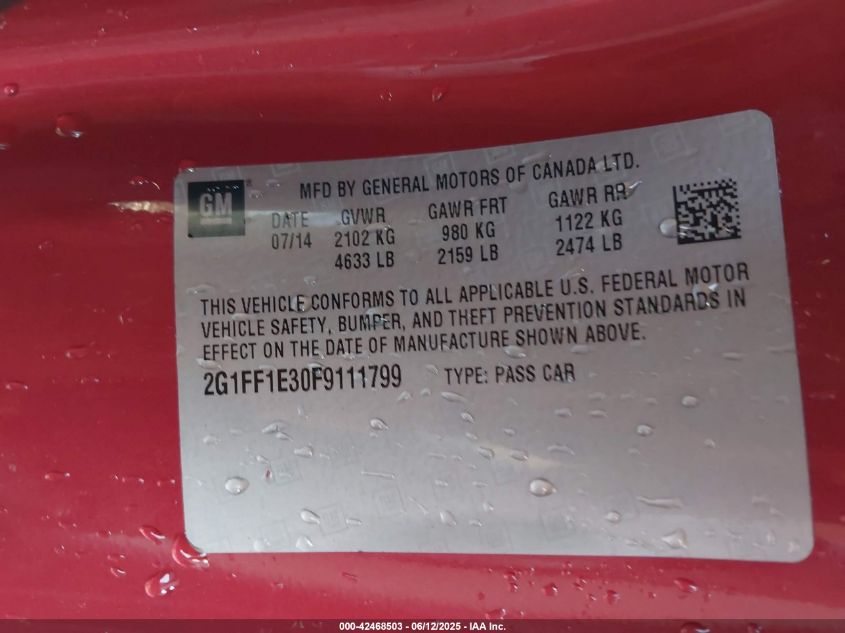 GM
MFD BY GENERAL MOTORS OF CANADA LTD.
DATE GVWR GAWR FRT GAWR RR
07/14 2102 KG 980 KG 1122 KG
4633 LB 2159 LB 2474 LB
THIS VEHICLE CONFORMS TO ALL APPLICABLE U.S. FEDERAL MOTOR
VEHICLE SAFETY, BUMPER, AND THEFT PREVENTION STANDARDS IN
EFFECT ON THE DATE OF MANUFACTURE SHOWN ABOVE.
2G1FF1E30F9111799 TYPE: PASS CAR
000-42468503 - 06/12/2025 - IAA Inc.